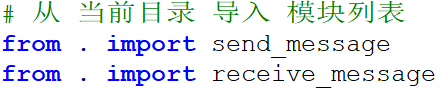 # 从 当前目录 导入 模块列表
from . import send_message
from . import receive_message